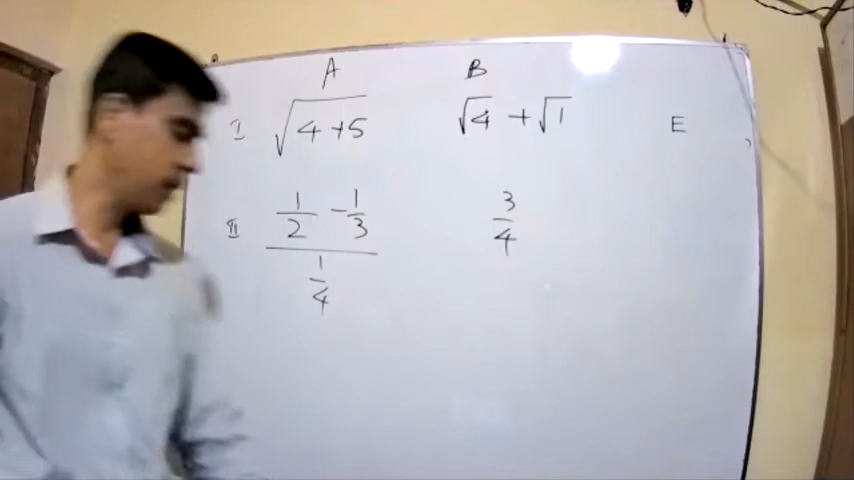 A B
I √(4+5) √4 + √1 E
II (1/2 - 1/3)/(1/4) 3/4